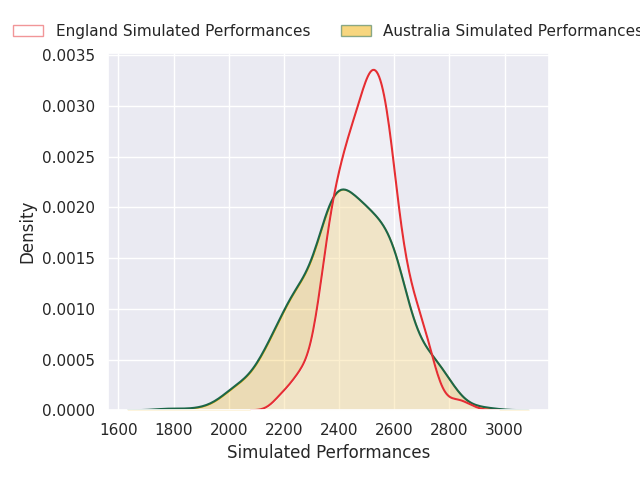 England Simulated Performances
Australia Simulated Performances
0.0035
0.0030
0.0025
0.0020
0.0015
0.0010
0.0005
0.0000
Density
1600 1800 2000 2200 2400 2600 2800 3000
Simulated Performances